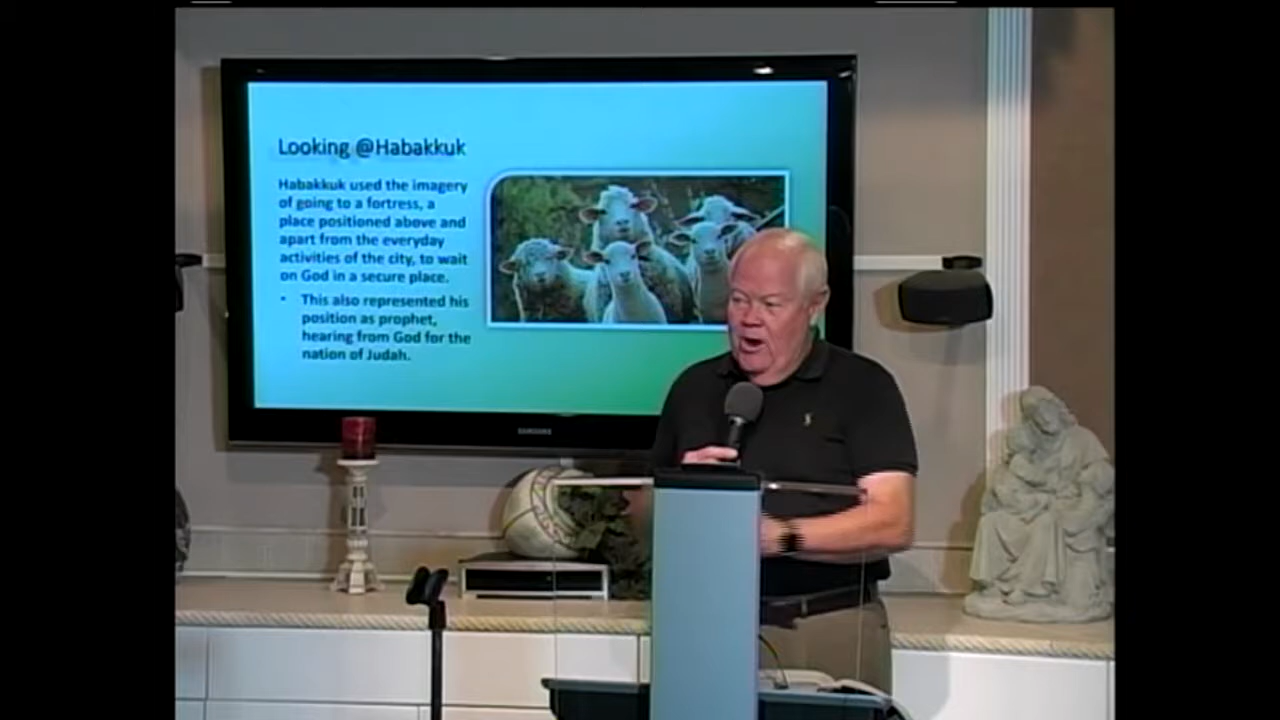 Looking @Habakkuk
Habakkuk used the imagery
of going to a fortress, a
place positioned above and
apart from the everyday
activities of the city, to wait
on God in a secure place.
• This also represented his
position as prophet,
hearing from God for the
nation of Judah.
SAMSUNG